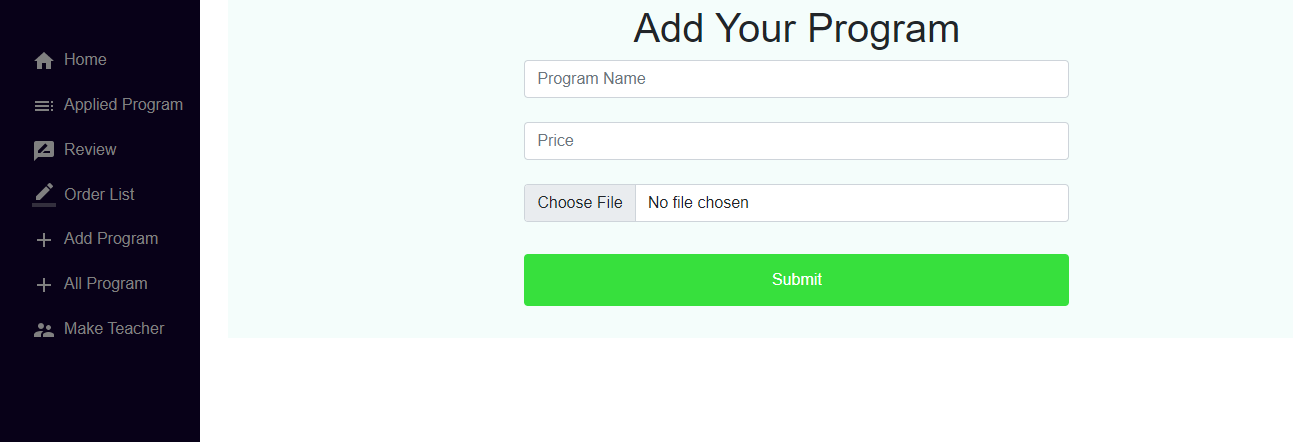 Home
Applied Program
Review
Order List
Add Program
All Program
Make Teacher
Add Your Program
Program Name
Price
Choose File No file chosen
Submit